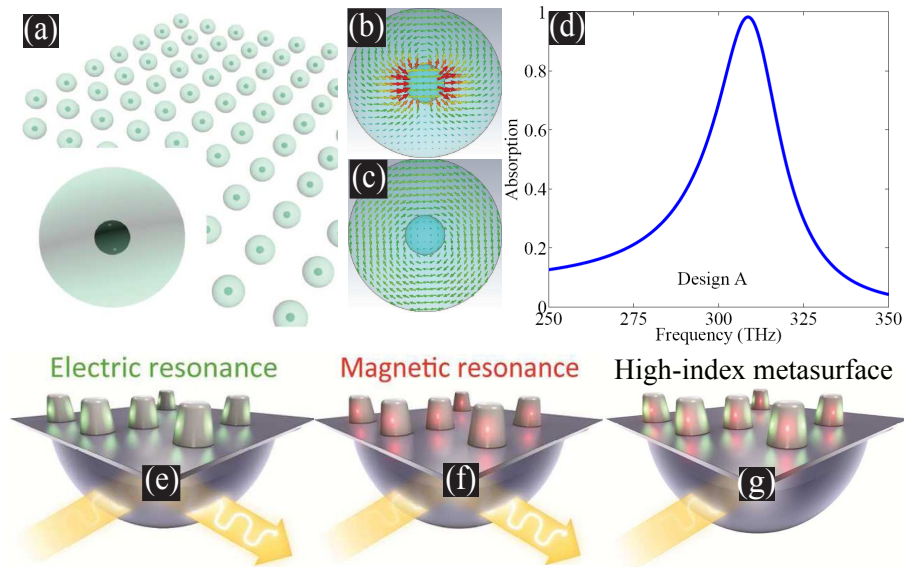 (a)
(b)
(c)
(d)
Absorption
1
0.8
0.6
0.4
0.2
0
Design A
250
275
300
325
350
Frequency (THz)
Electric resonance
Magnetic resonance
High-index metasurface
(e)
(f)
(g)